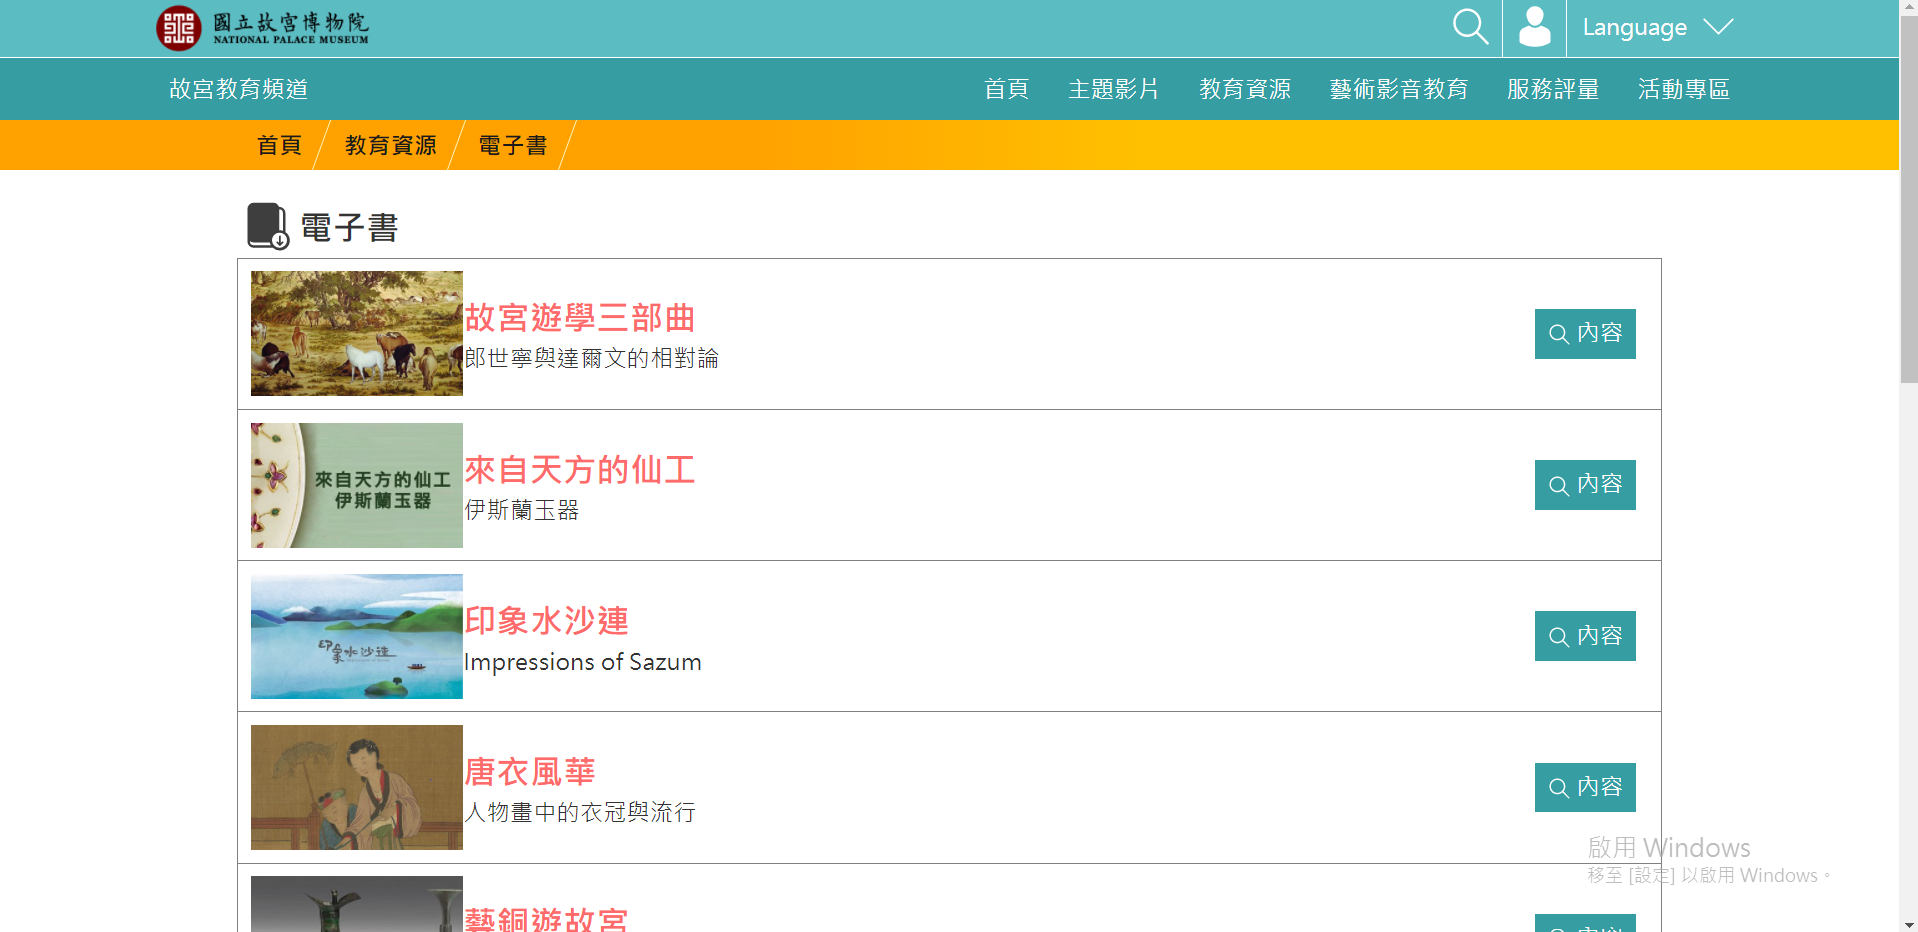 國立故宮博物院
NATIONAL PALACE MUSEUM
Language
故宮教育頻道
首頁 主題影片 教育資源 藝術影音教育 服務評量 活動專區
首頁 教育資源 電子書
電子書
故宮遊學三部曲
郎世寧與達爾文的相對論
內容
來自天方的仙工
伊斯蘭玉器
來自天方的仙工
伊斯蘭玉器
內容
印象水沙連
印象水沙連
Impressions of Sazum
內容
唐衣風華
人物畫中的衣冠與流行
內容
啟用 Windows
移至 [設定] 以啟用 Windows。
藝銅遊故宮
內容